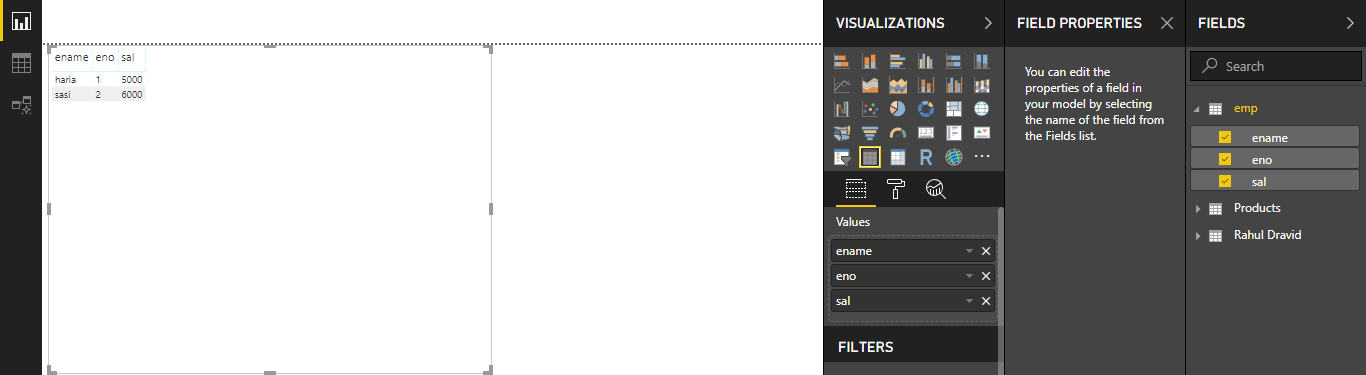 ename eno sal
haria 1 5000
sasi 2 6000
VISUALIZATIONS
123
R
Values
ename
eno
sal
FILTERS
FIELD PROPERTIES
You can edit the
properties of a field in
your model by selecting
the name of the field from
the Fields list.
FIELDS
Search
emp
ename
eno
sal
Products
Rahul Dravid